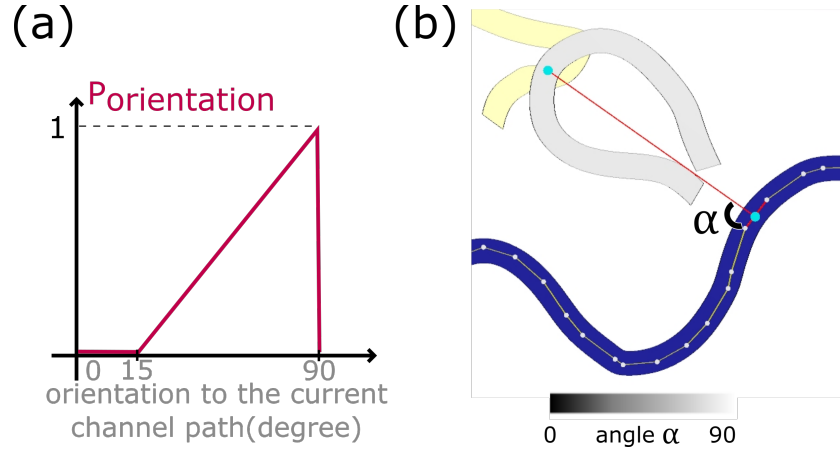 (a)
Porientation
1
0 15 90
orientation to the current
channel path(degree)
(b)
α
0 angle α 90